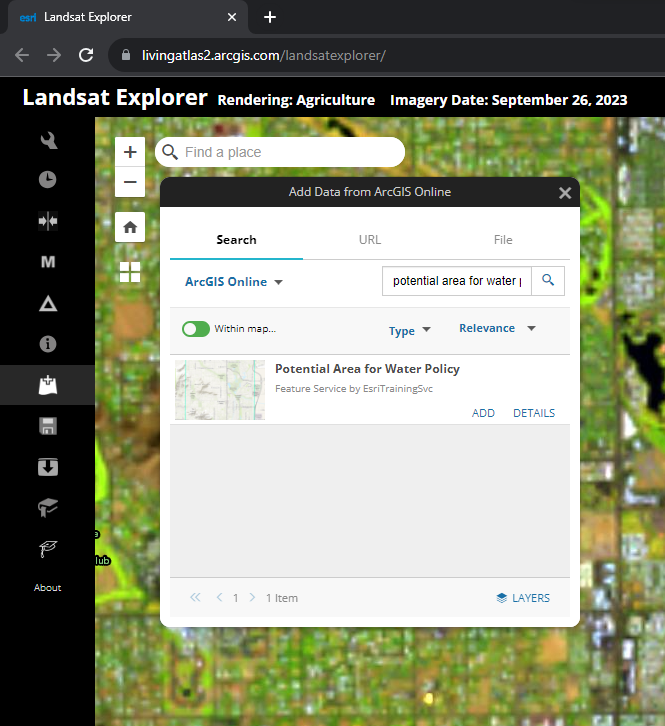 esri Landsat Explorer
livingatlas2.arcgis.com/landsatexplorer/
Landsat Explorer Rendering: Agriculture Imagery Date: September 26, 2023
Find a place
Add Data from ArcGIS Online
Search URL File
ArcGIS Online
potential area for water
Within map... Type Relevance
Potential Area for Water Policy
Feature Service by EsriTrainingSvc
ADD DETAILS
1 1 Item LAYERS
M
lub
About